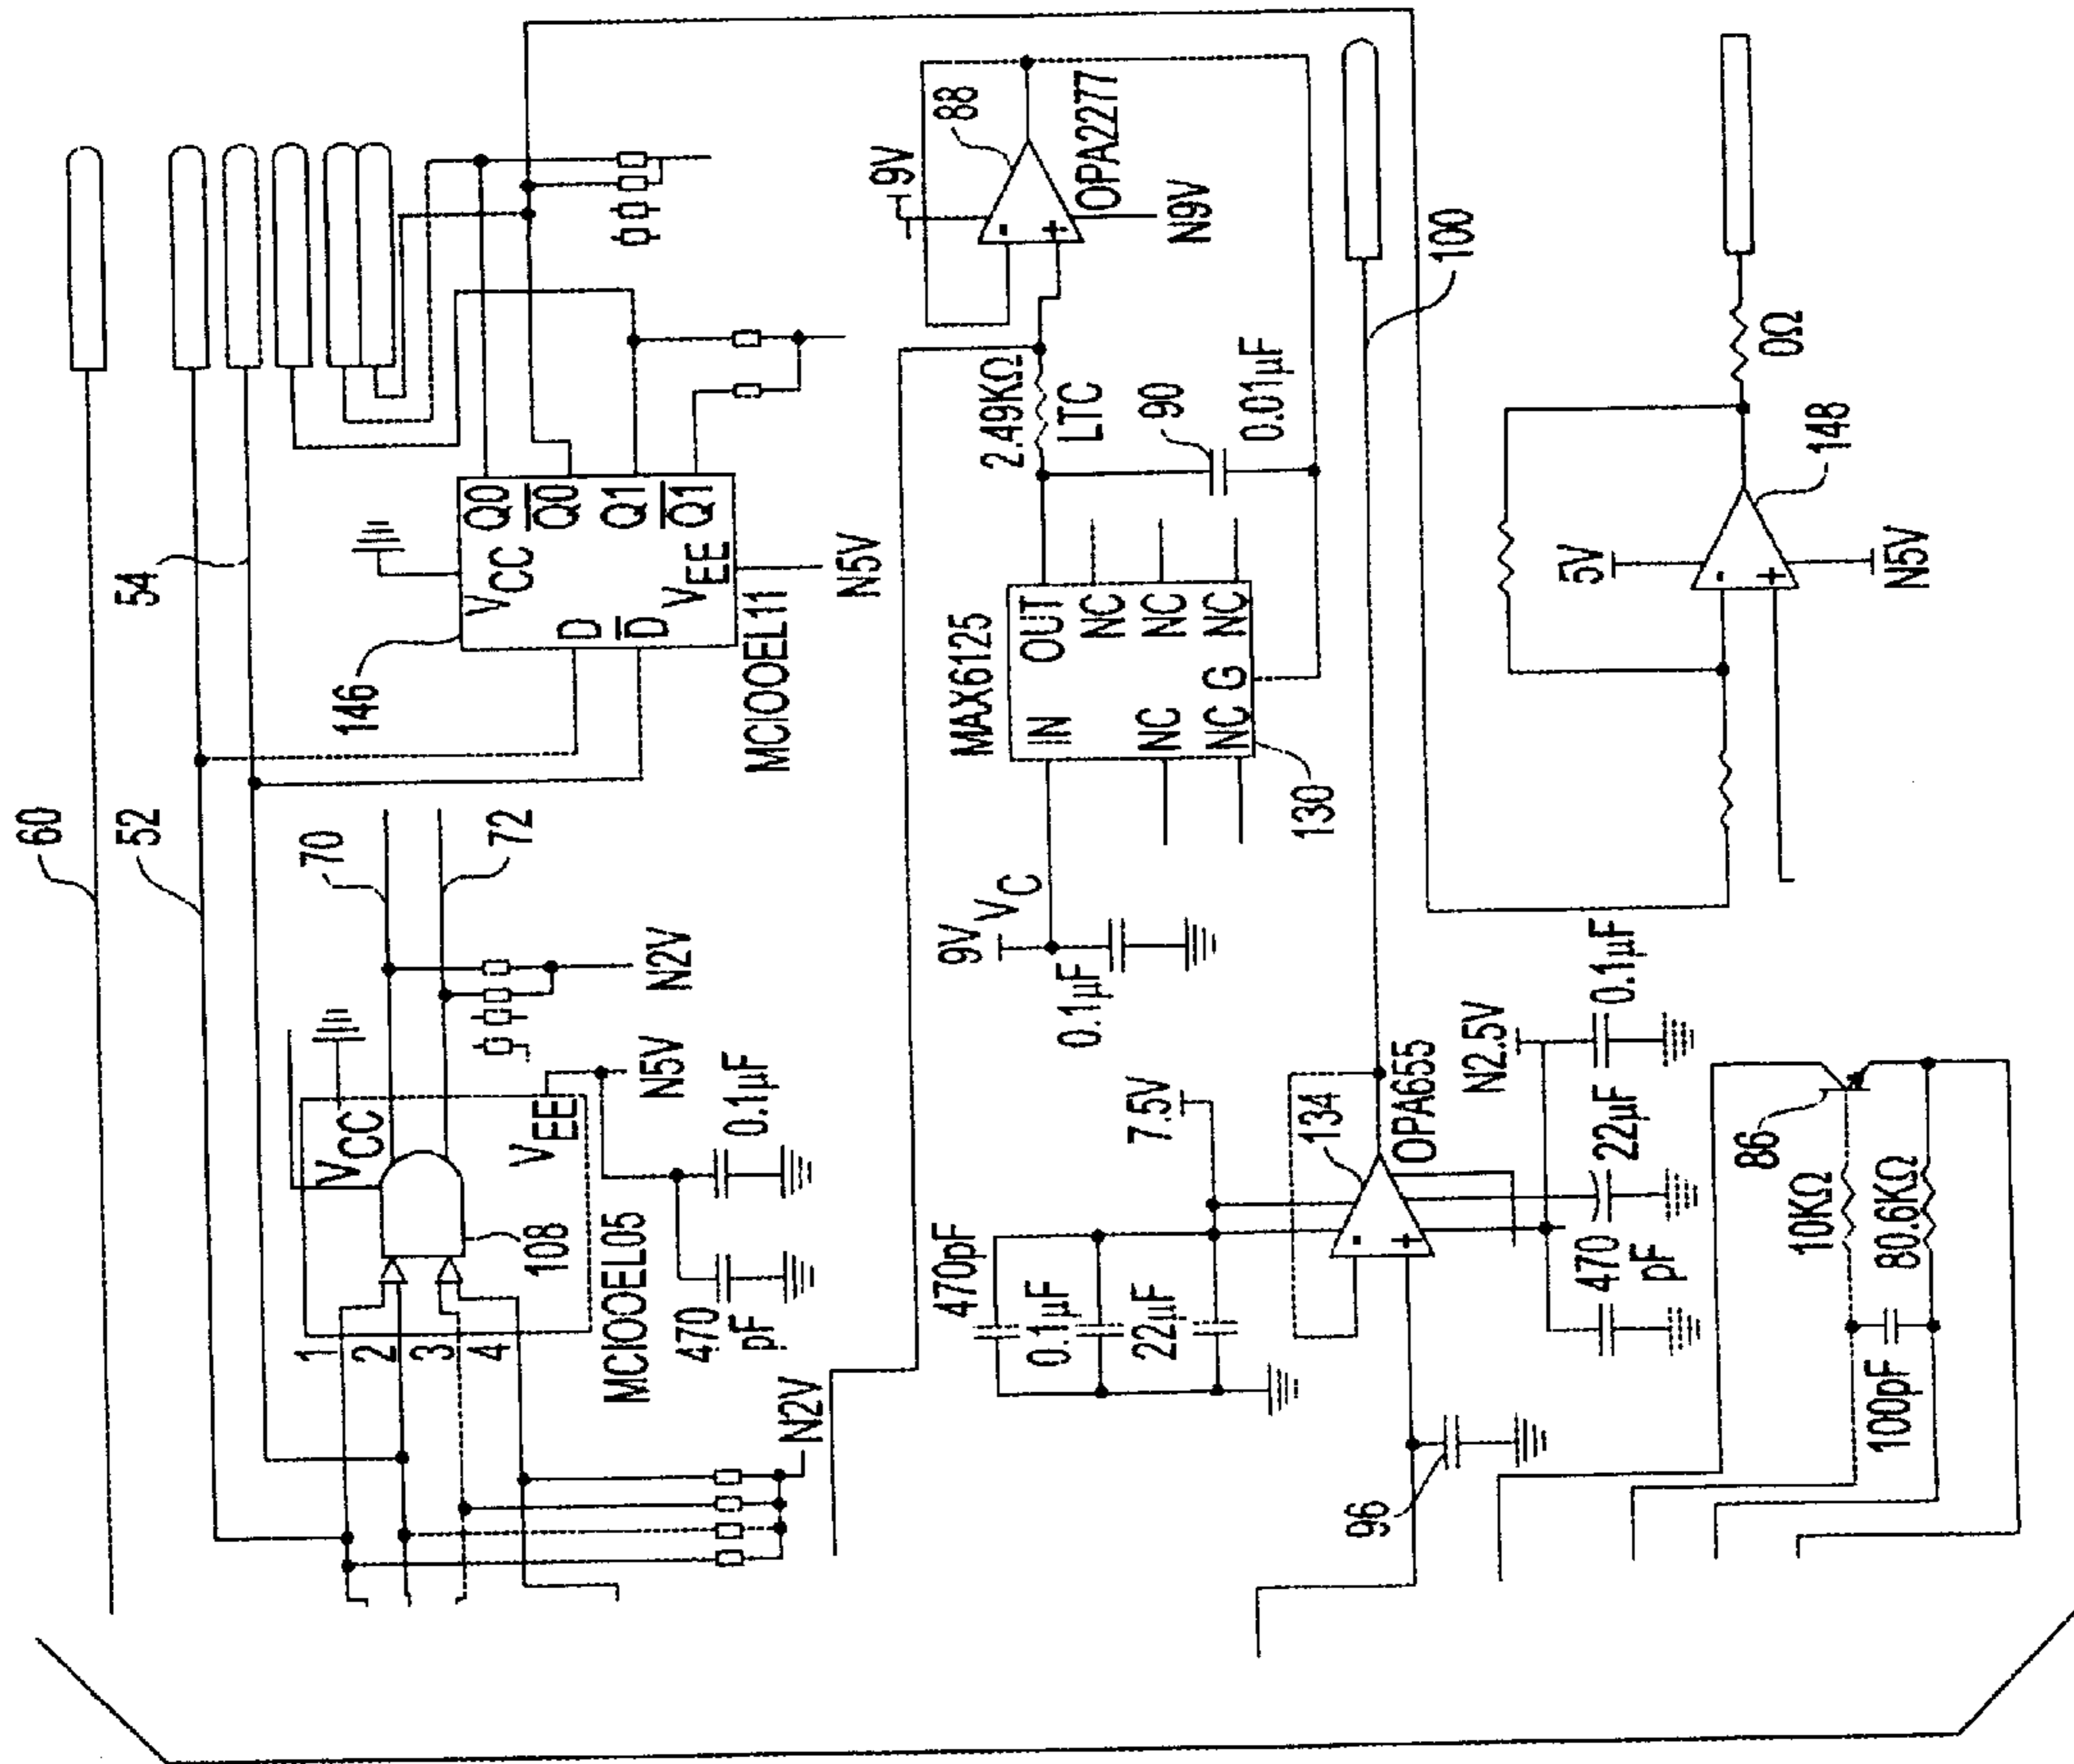 60
52
54
70
72
146
VCC
Q0
Q0
Q1
Q1
D
D
VEE
N5V
MCIOOEL11
1
2
3
4
VCC
VEE
108
MCIOOEL05
N5V
N2V
470
pF
0.1µF
N2V
9V
88
-
+
OPA2277
N9V
2.49KΩ
LTC
90
0.01µF
MAX6125
IN
OUT
NC
NC
NC
NC
NC
G
130
9V
VC
0.1µF
100
470pF
0.1µF
22µF
7.5V
134
-
+
OPA655
N2.5V
0.1µF
22µF
470
pF
96
5V
-
+
N5V
148
0Ω
86
10KΩ
80.6KΩ
100pF